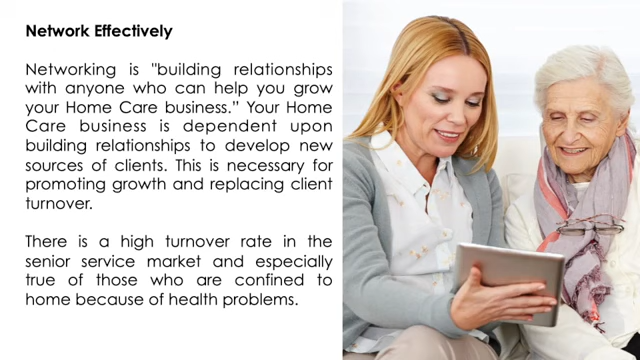 Network Effectively
Networking is "building relationships
with anyone who can help you grow
your Home Care business.” Your Home
Care business is dependent upon
building relationships to develop new
sources of clients. This is necessary for
promoting growth and replacing client
turnover.
There is a high turnover rate in the
senior service market and especially
true of those who are confined to
home because of health problems.